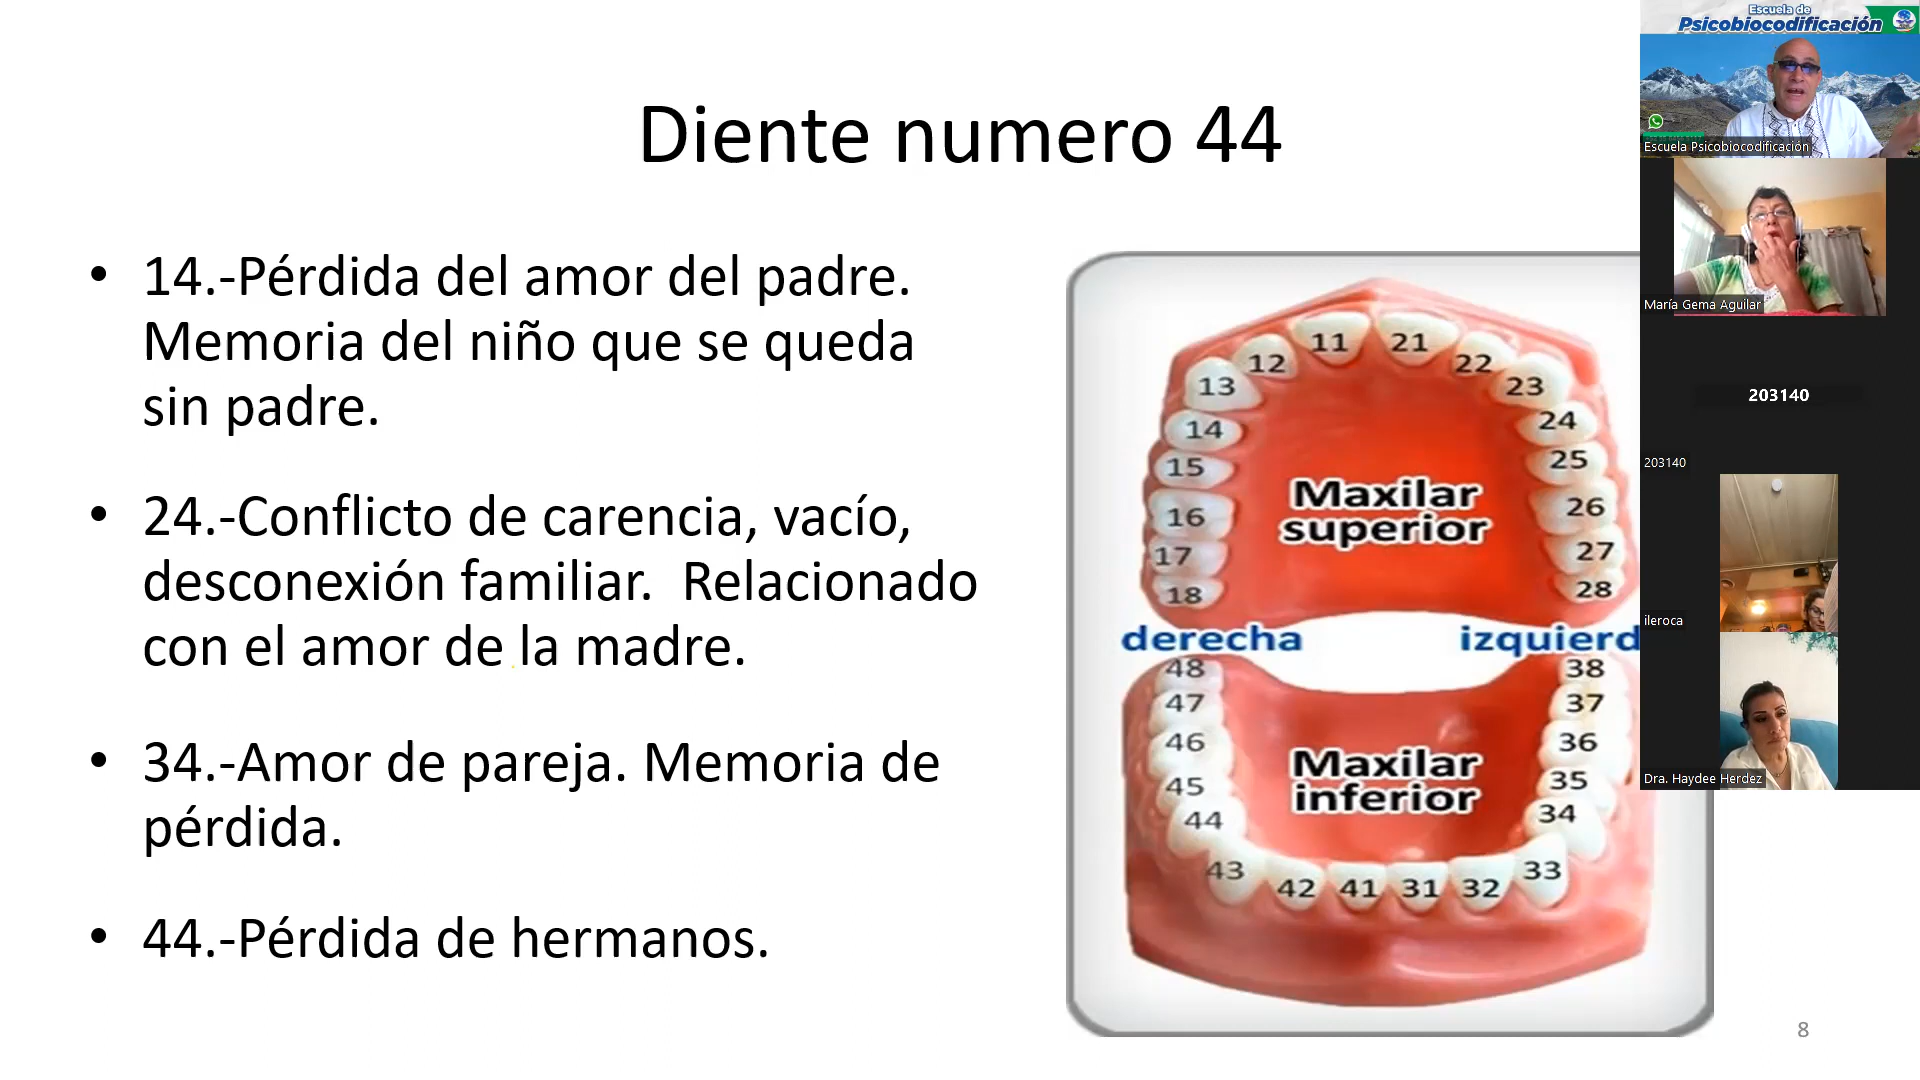 Diente numero 44
• 14.-Pérdida del amor del padre.
Memoria del niño que se queda
sin padre.
• 24.-Conflicto de carencia, vacío,
desconexión familiar.  Relacionado
con el amor de la madre.
• 34.-Amor de pareja. Memoria de
pérdida.
• 44.-Pérdida de hermanos.
11 21
12 22
13 23
14 24
15 25
16 26
17 27
18 28
Maxilar
superior
derecha izquierd
48 38
47 37
46 36
45 35
44 34
43 33
42 41 31 32
Maxilar
inferior
8
Escuela de
Psicobiocodificación
Escuela Psicobiocodificación
María Gema Aguilar
203140
203140
ileroca
Dra. Haydee Herdez